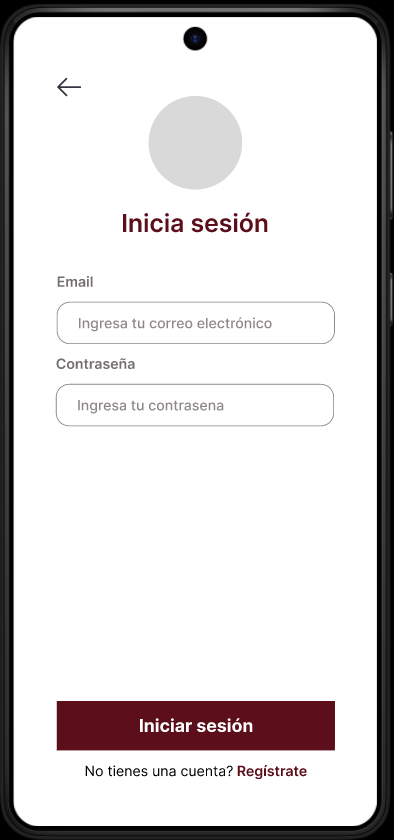 Inicia sesión
Email
Ingresa tu correo electrónico
Contraseña
Ingresa tu contrasena
Iniciar sesión
No tienes una cuenta? Regístrate